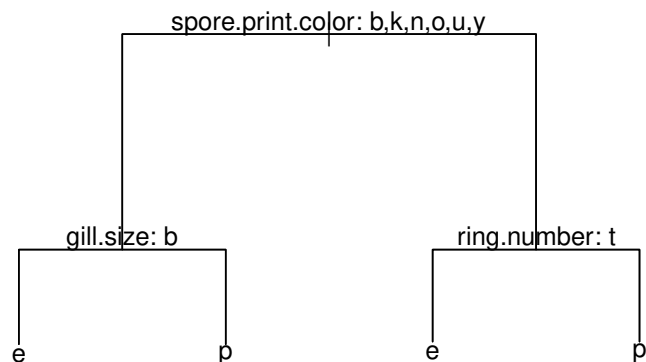 spore.print.color: b,k,n,o,u,y
gill.size: b
ring.number: t
e
p
e
p